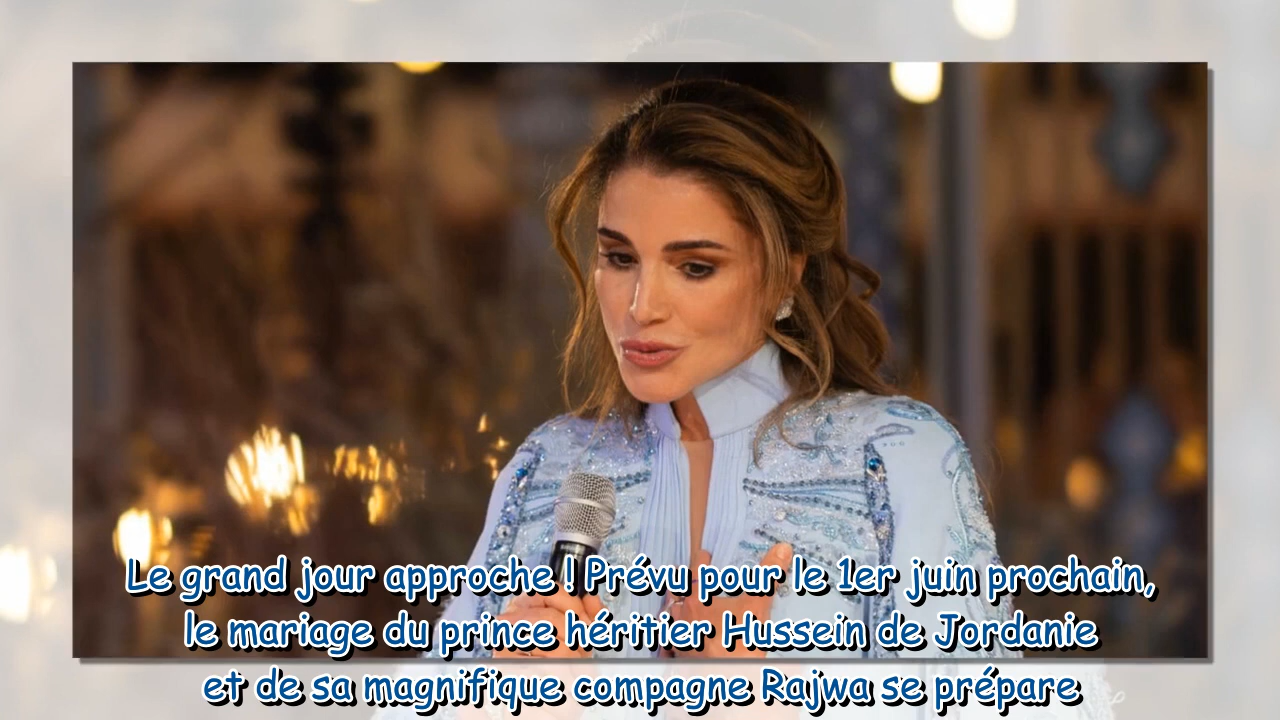 Le grand jour approche ! Prévu pour le 1er juin prochain,
le mariage du prince héritier Hussein de Jordanie
et de sa magnifique compagne Rajwa se prépare